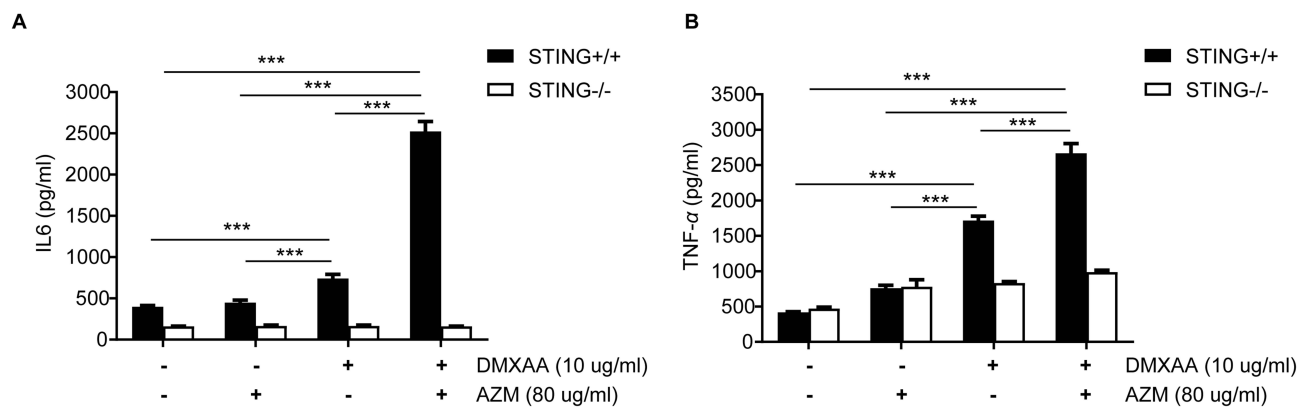 A
STING+/+
STING-/-
***
***
***
***
***
3000
2500
2000
1500
1000
500
0
IL6 (pg/ml)
- - + + DMXAA (10 ug/ml)
- + - + AZM (80 ug/ml)
B
STING+/+
STING-/-
***
***
***
***
***
3500
3000
2500
2000
1500
1000
500
0
TNF-α (pg/ml)
- - + + DMXAA (10 ug/ml)
- + - + AZM (80 ug/ml)